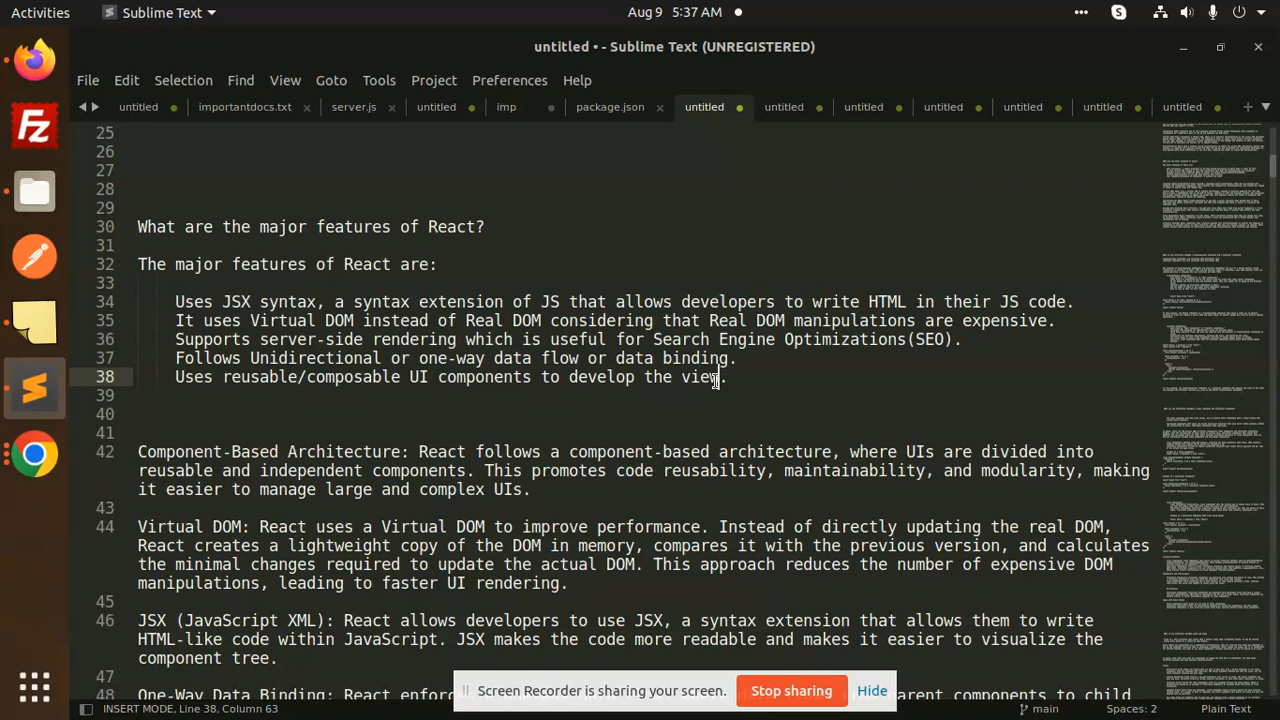 Activities Sublime Text Aug 9 5:37 AM
untitled • - Sublime Text (UNREGISTERED)
File Edit Selection Find View Goto Tools Project Preferences Help
untitled importantdocs.txt server.js untitled imp package.json untitled untitled untitled untitled untitled untitled untitled
25
26
27
28
29
30 What are the major features of React?
31
32 The major features of React are:
33
34 Uses JSX syntax, a syntax extension of JS that allows developers to write HTML in their JS code.
35 It uses Virtual DOM instead of real DOM considering that Real DOM manipulations are expensive.
36 Supports server-side rendering which is useful for Search Engine Optimizations(SEO).
37 Follows Unidirectional or one-way data flow or data binding.
38 Uses reusable/composable UI components to develop the view.
39
40
41
42 Component-Based Architecture: React follows a component-based architecture, where UIs are divided into
reusable and independent components. This promotes code reusability, maintainability, and modularity, making
it easier to manage large and complex UIs.
43
44 Virtual DOM: React uses a Virtual DOM to improve performance. Instead of directly updating the real DOM,
React creates a lightweight copy of the DOM in memory, compares it with the previous version, and calculates
the minimal changes required to update the actual DOM. This approach reduces the number of expensive DOM
manipulations, leading to faster UI rendering.
45
46 JSX (JavaScript XML): React allows developers to use JSX, a syntax extension that allows them to write
HTML-like code within JavaScript. JSX makes the code more readable and makes it easier to visualize the
component tree.
47
48 One-Way Data Binding: React components to child
Screen Recorder is sharing your screen. Stop sharing Hide
INSERT MODE, Line 38, Column 63 main Spaces: 2 Plain Text